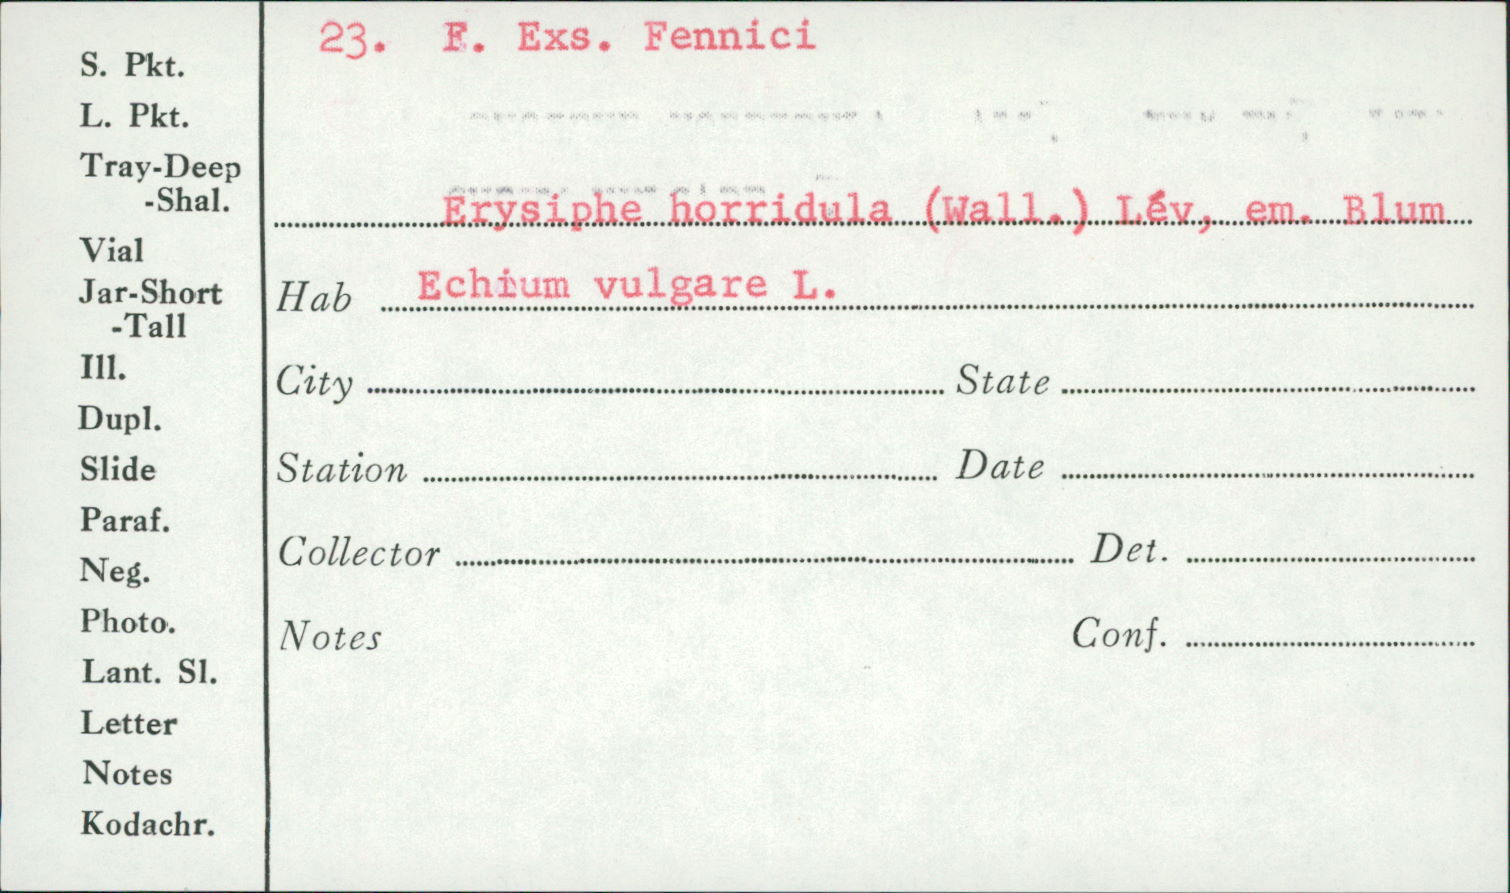 23. F. Exs. Fennici
Erysiphe horridula (Wall.) Lév, em. Blum
Hab Echium vulgare L.
City State
Station Date
Collector Det.
Notes Conf.
S. Pkt.
L. Pkt.
Tray-Deep
-Shal.
Vial
Jar-Short
-Tall
Ill.
Dupl.
Slide
Paraf.
Neg.
Photo.
Lant. Sl.
Letter
Notes
Kodachr.